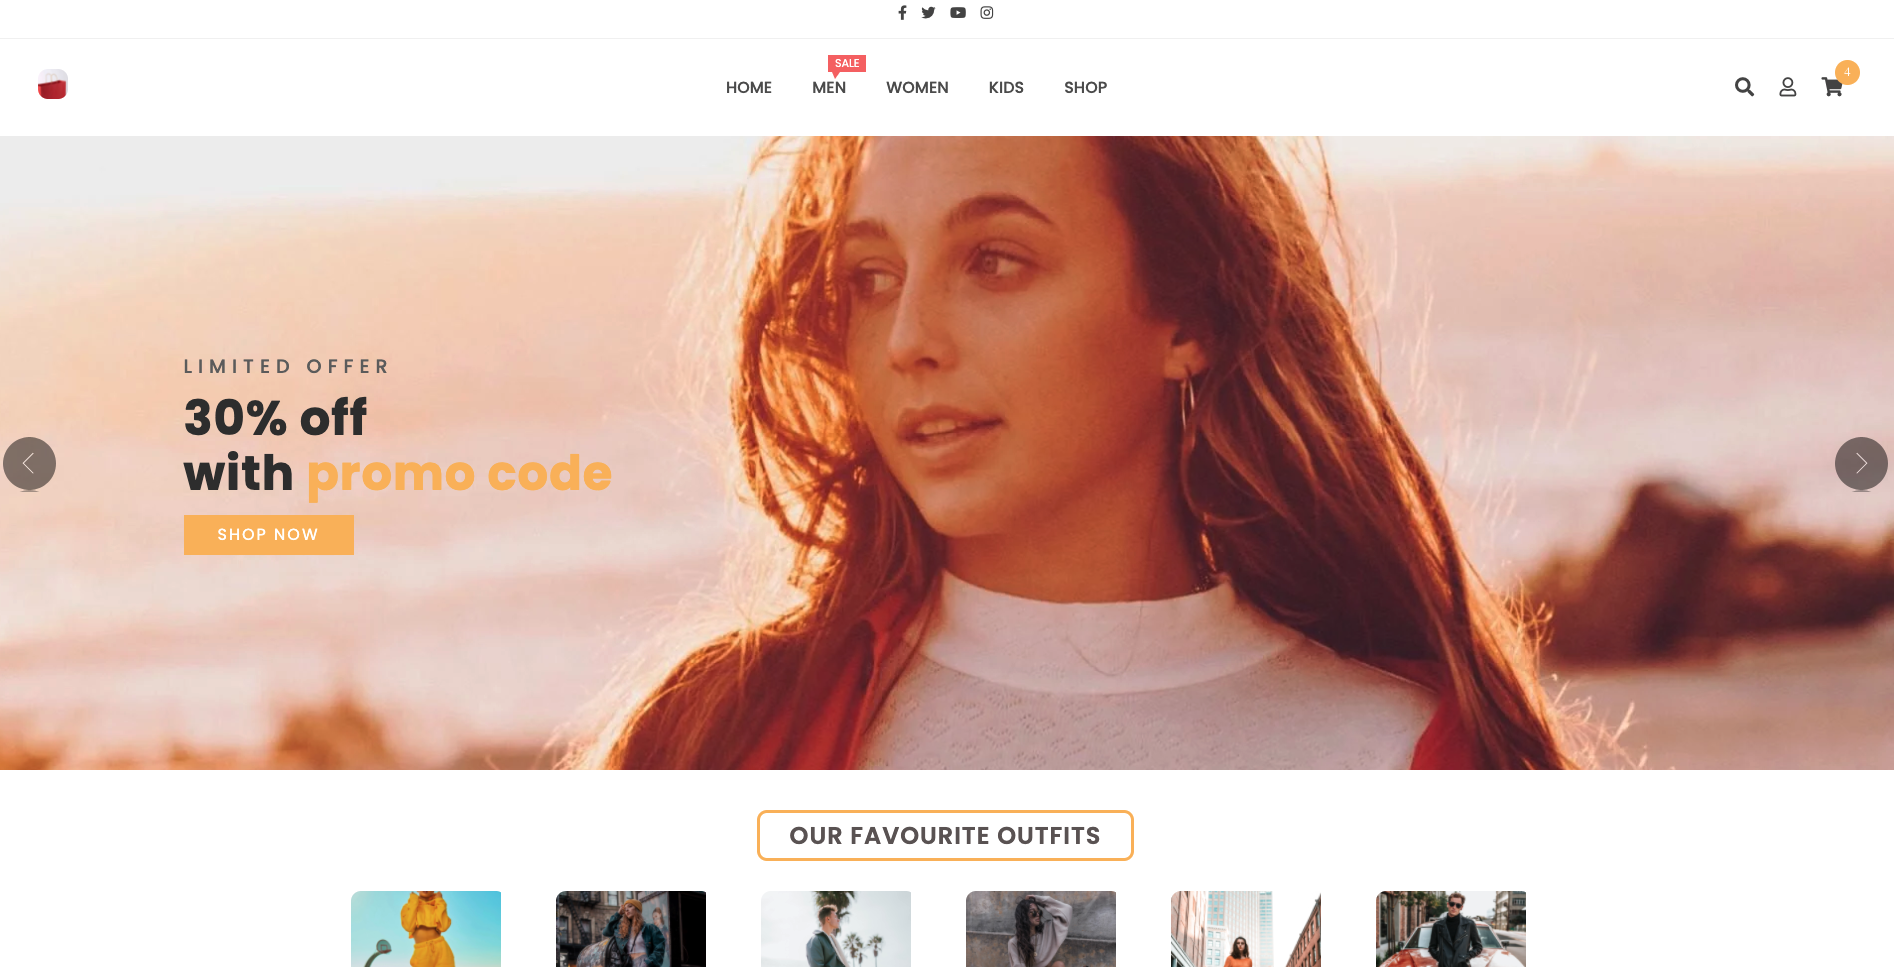 SALE
HOME MEN WOMEN KIDS SHOP
4
LIMITED OFFER
30% off
with promo code
SHOP NOW
OUR FAVOURITE OUTFITS